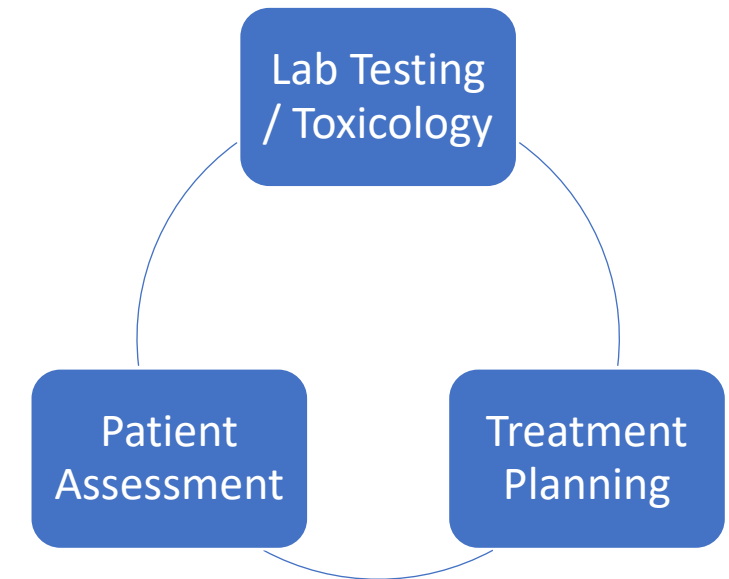 Lab Testing
/ Toxicology
Patient
Assessment
Treatment
Planning